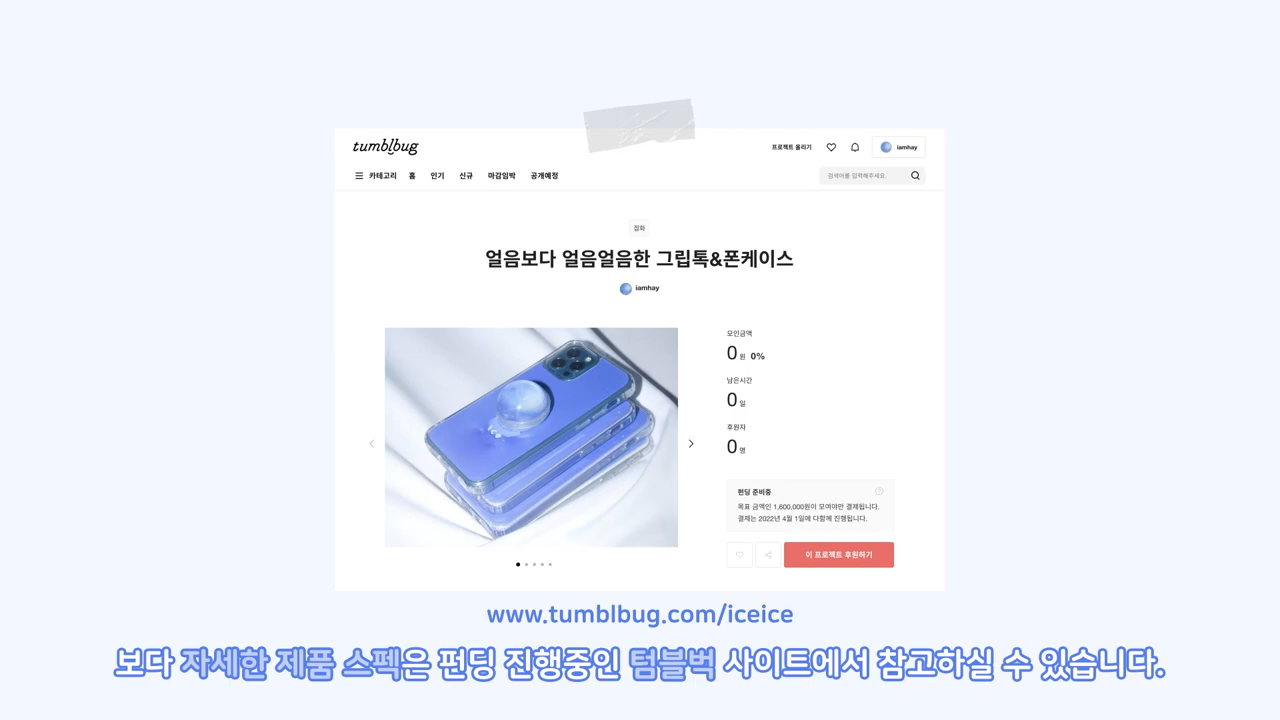 tumblbug
프로젝트 올리기
iamhay
카테고리 홈 인기 신규 마감임박 공개예정
검색어를 입력해주세요.
잡화
얼음보다 얼음얼음한 그립톡&폰케이스
iamhay
모인금액
0원 0%
남은시간
0일
후원자
0명
펀딩 준비중
목표 금액인 1,600,000원이 모여야만 결제됩니다.
결제는 2022년 4월 1일에 다함께 진행됩니다.
이 프로젝트 후원하기
www.tumblbug.com/iceice
보다 자세한 제품 스펙은 펀딩 진행중인 텀블벅 사이트에서 참고하실 수 있습니다.